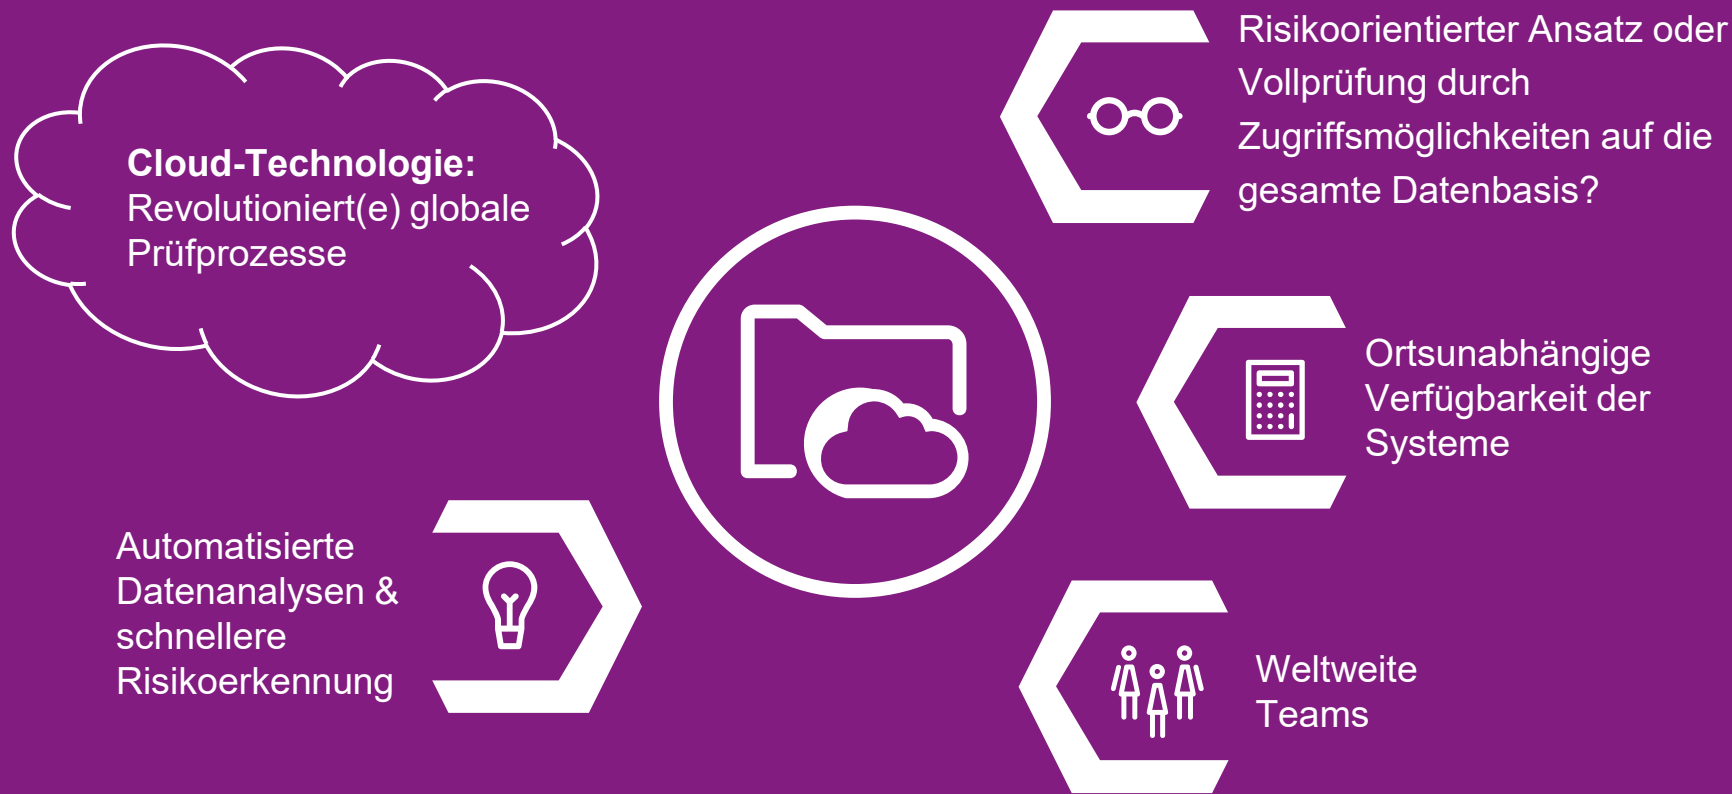 Cloud-Technologie:
Revolutioniert(e) globale
Prüfprozesse
Risikoorientierter Ansatz oder
Vollprüfung durch
Zugriffsmöglichkeiten auf die
gesamte Datenbasis?
Ortsunabhängige
Verfügbarkeit der
Systeme
Automatisierte
Datenanalysen &
schnellere
Risikoerkennung
Weltweite
Teams